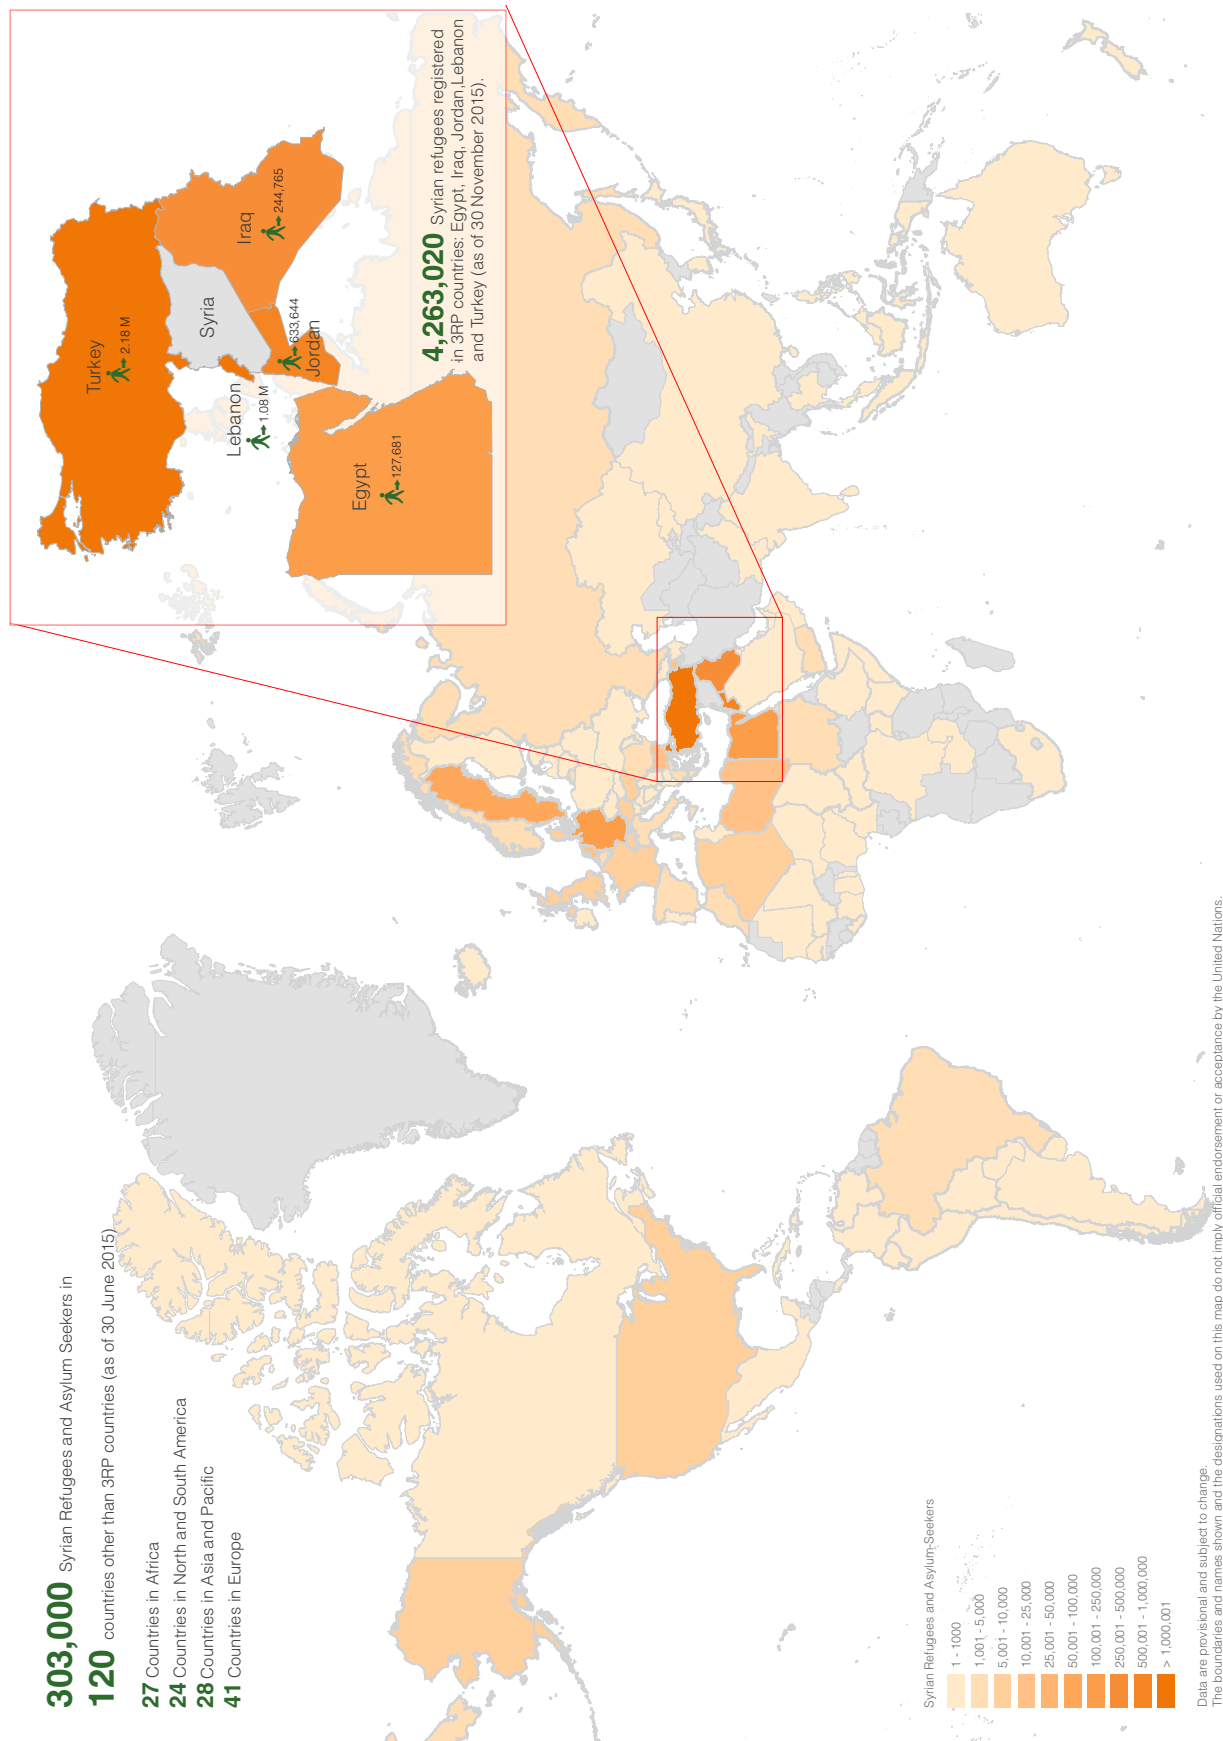 303,000 Syrian Refugees and Asylum Seekers in
120 countries other than 3RP countries (as of 30 June 2015)
27 Countries in Africa
24 Countries in North and South America
28 Countries in Asia and Pacific
41 Countries in Europe
Turkey
2.18 M
Syria
Iraq
244,765
Lebanon
1.08 M
633,644
Jordan
Egypt
127,681
4,263,020 Syrian refugees registered
in 3RP countries: Egypt, Iraq, Jordan,Lebanon
and Turkey (as of 30 November 2015).
Syrian Refugees and Asylum-Seekers
1 - 1000
1,001 - 5,000
5,001 - 10,000
10,001 - 25,000
25,001 - 50,000
50,001 - 100,000
100,001 - 250,000
250,001 - 500,000
500,001 - 1,000,000
> 1,000,001
Data are provisional and subject to change.
The boundaries and names shown and the designations used on this map do not imply official endorsement or acceptance by the United Nations.